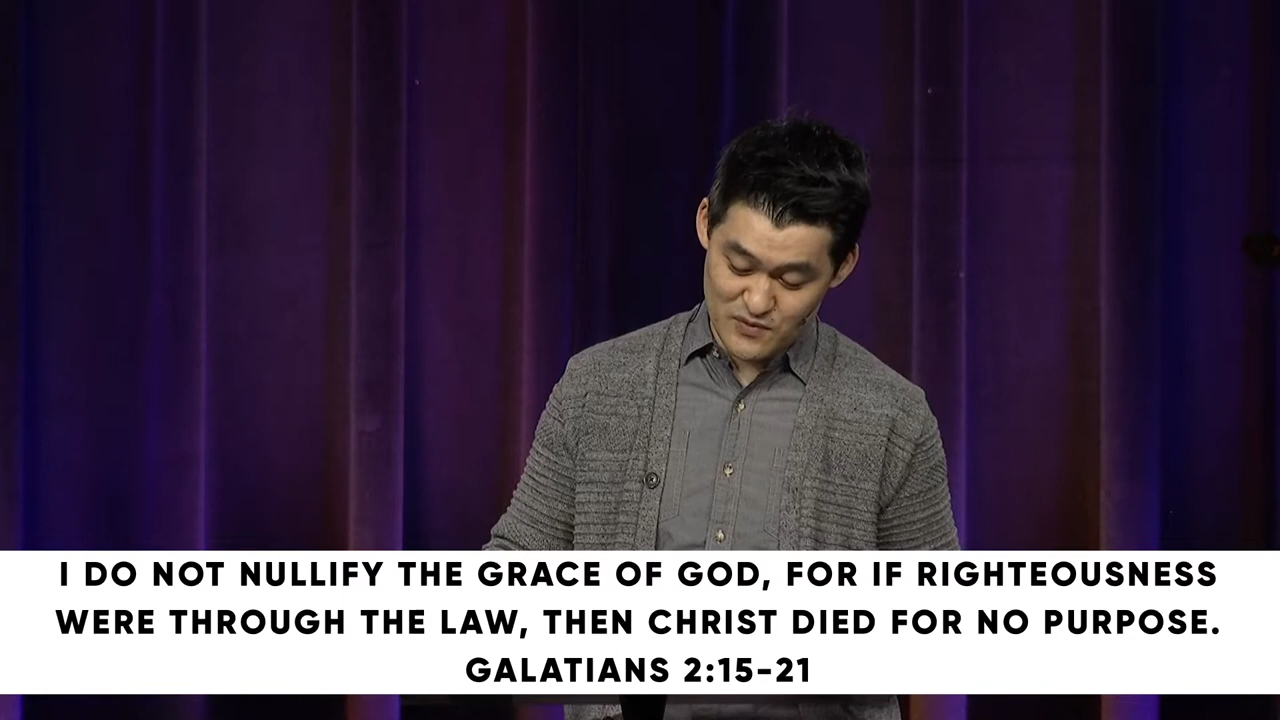 I DO NOT NULLIFY THE GRACE OF GOD, FOR IF RIGHTEOUSNESS
WERE THROUGH THE LAW, THEN CHRIST DIED FOR NO PURPOSE.
GALATIANS 2:15-21